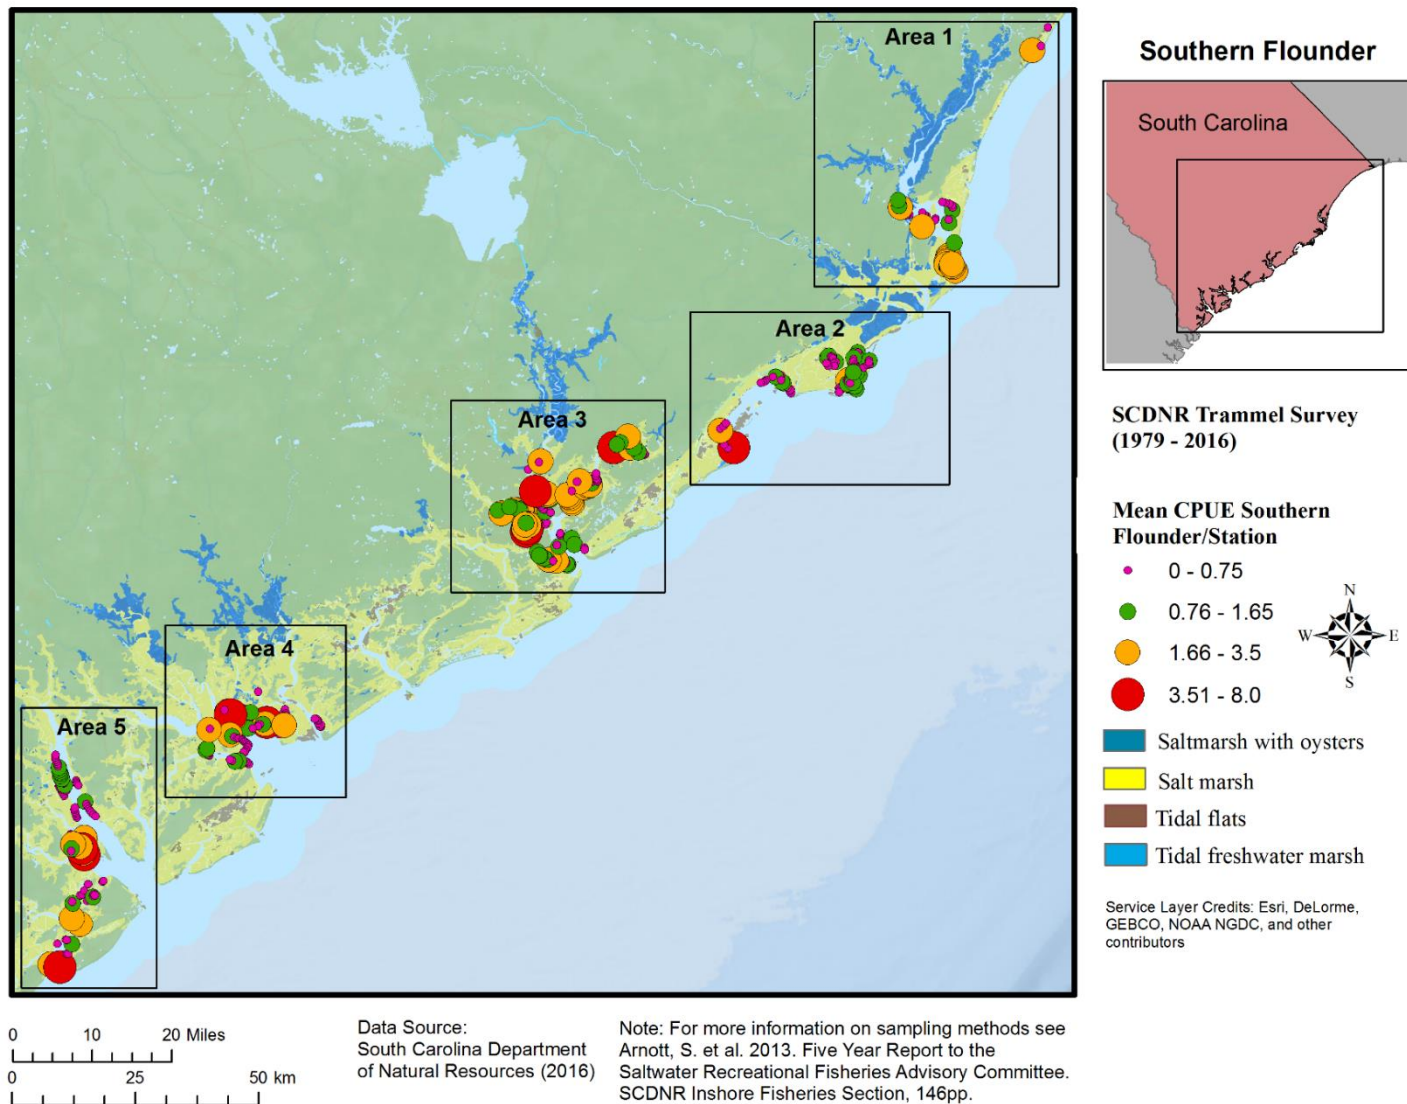 Area 1
Area 2
Area 3
Area 4
Area 5
Southern Flounder
South Carolina
SCDNR Trammel Survey
(1979 - 2016)
Mean CPUE Southern
Flounder/Station
0 - 0.75
0.76 - 1.65
1.66 - 3.5
3.51 - 8.0
N
W
E
S
Saltmarsh with oysters
Salt marsh
Tidal flats
Tidal freshwater marsh
Service Layer Credits: Esri, DeLorme,
GEBCO, NOAA NGDC, and other
contributors
0 10 20 Miles
0 25 50 km
Data Source:
South Carolina Department
of Natural Resources (2016)
Note: For more information on sampling methods see
Arnott, S. et al. 2013. Five Year Report to the
Saltwater Recreational Fisheries Advisory Committee.
SCDNR Inshore Fisheries Section, 146pp.